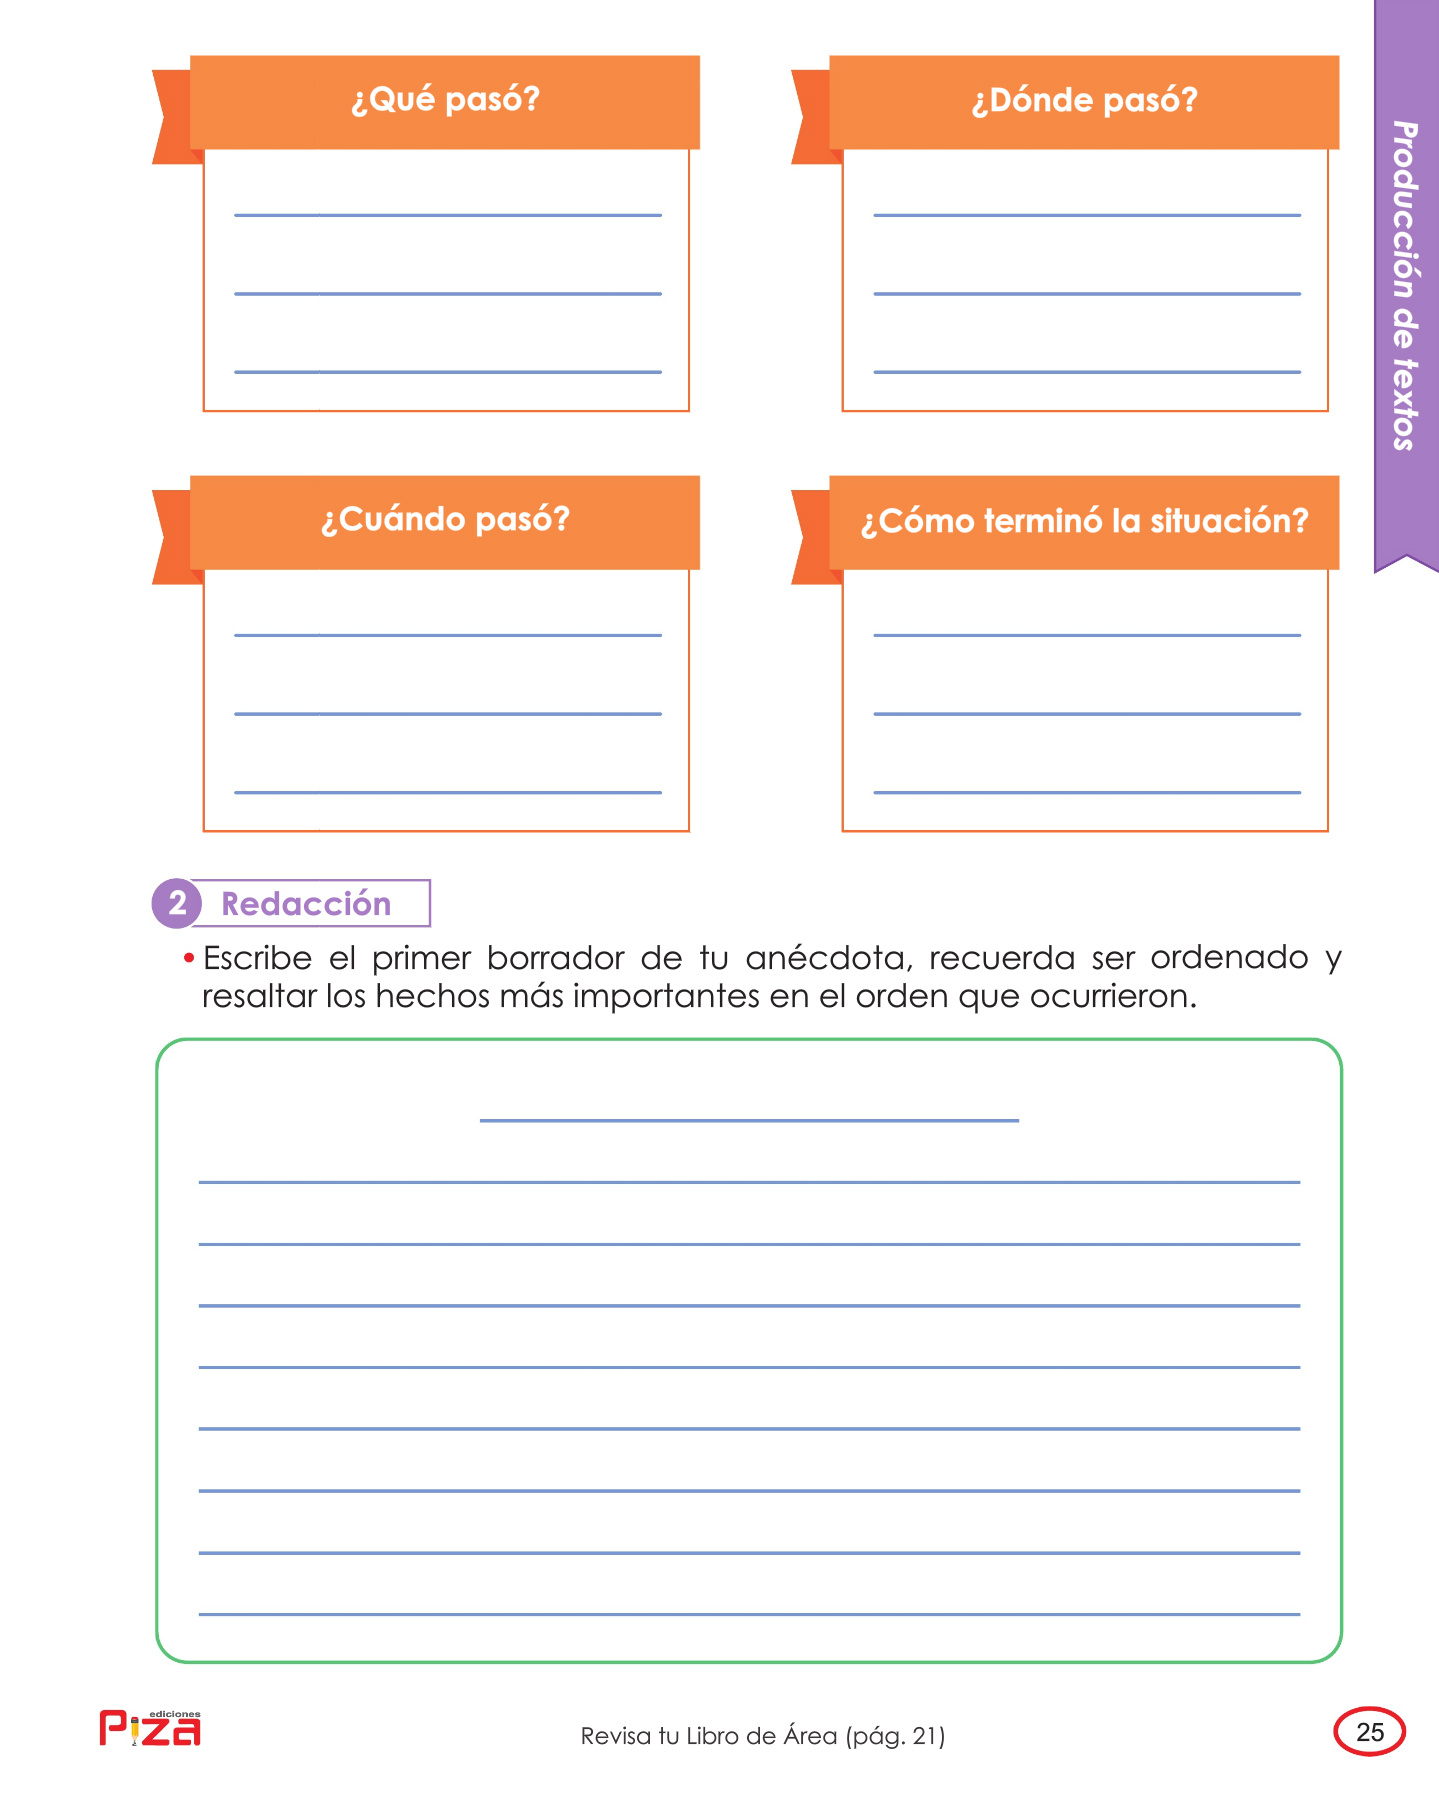 ¿Qué pasó?
¿Dónde pasó?
Producción de textos
¿Cuándo pasó?
¿Cómo terminó la situación?
2 Redacción
• Escribe el primer borrador de tu anécdota, recuerda ser ordenado y
resaltar los hechos más importantes en el orden que ocurrieron.
ediciones
Piza
Revisa tu Libro de Área (pág. 21)
25